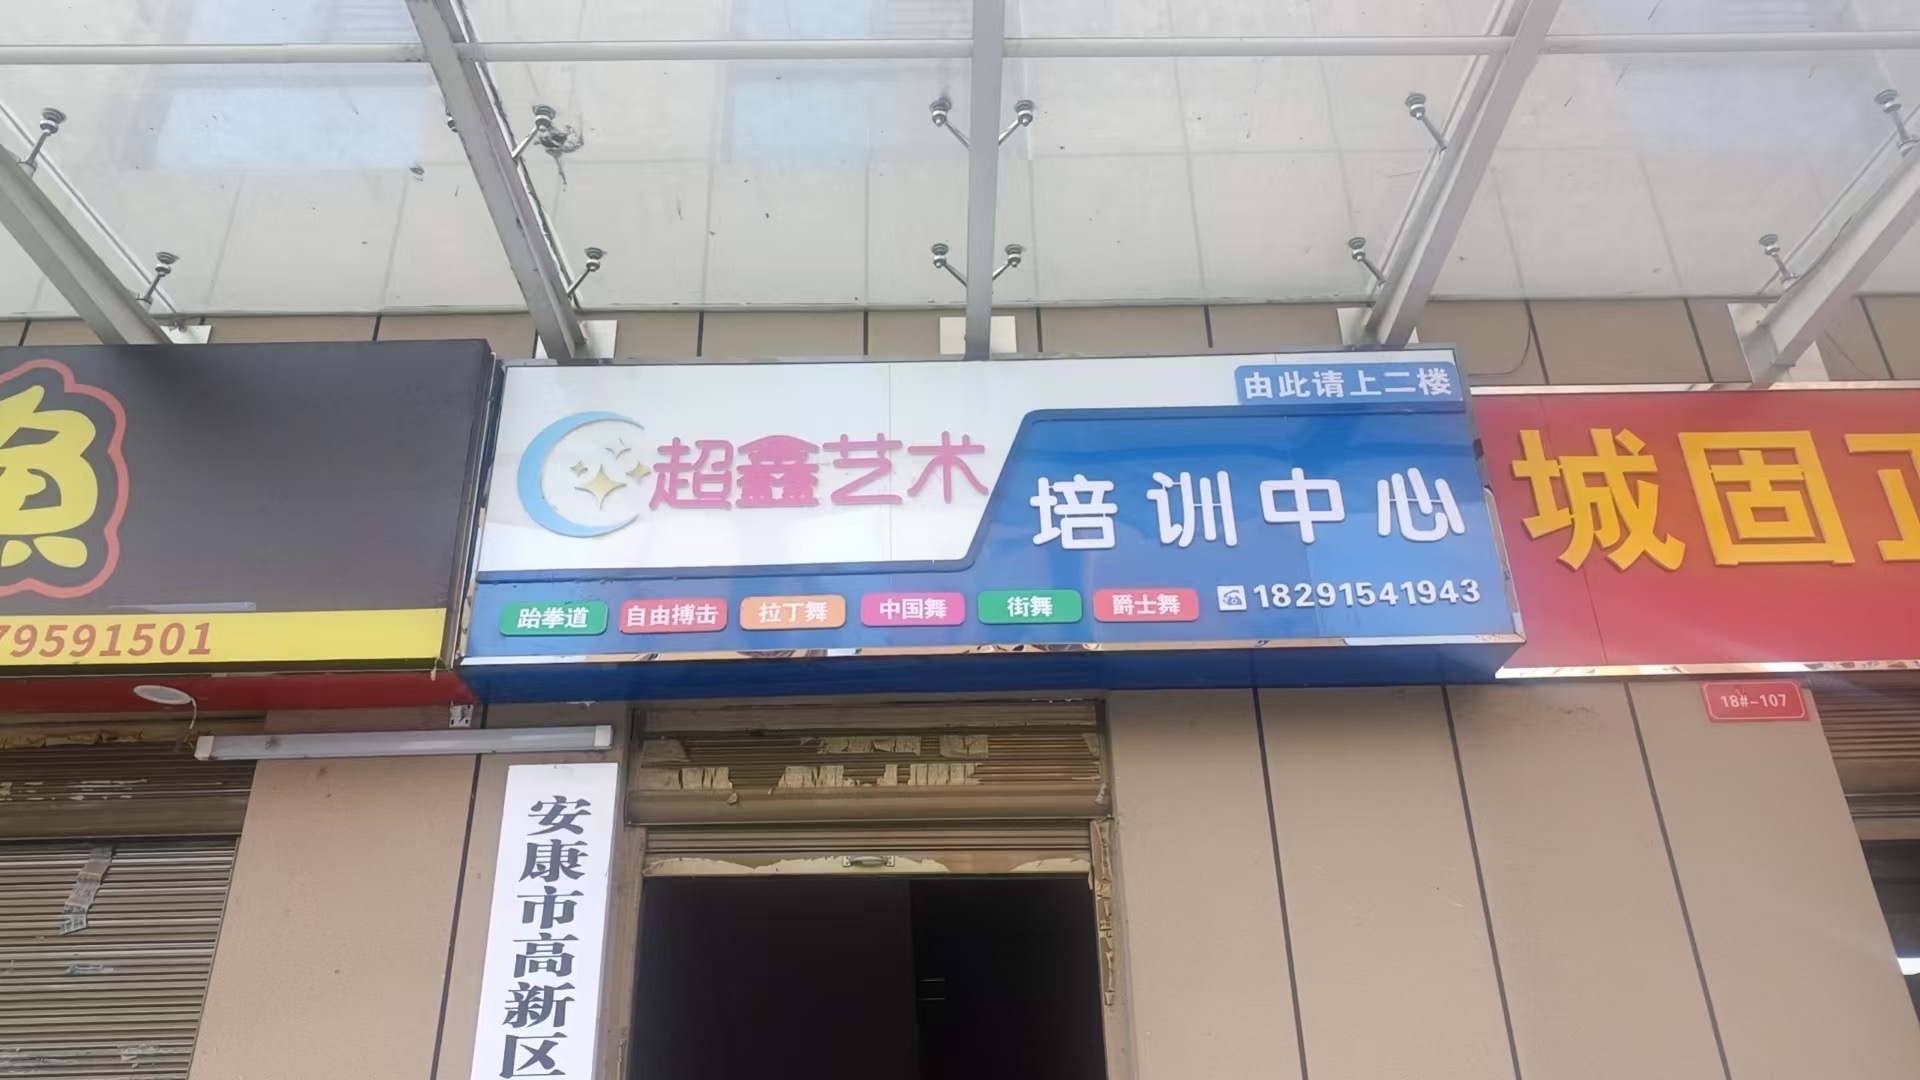 由此请上二楼
超鑫艺术
培训中心
跆拳道 自由搏击 拉丁舞 中国舞 街舞 爵士舞 18291541943
79591501
城固
18#-107
安康市高新区